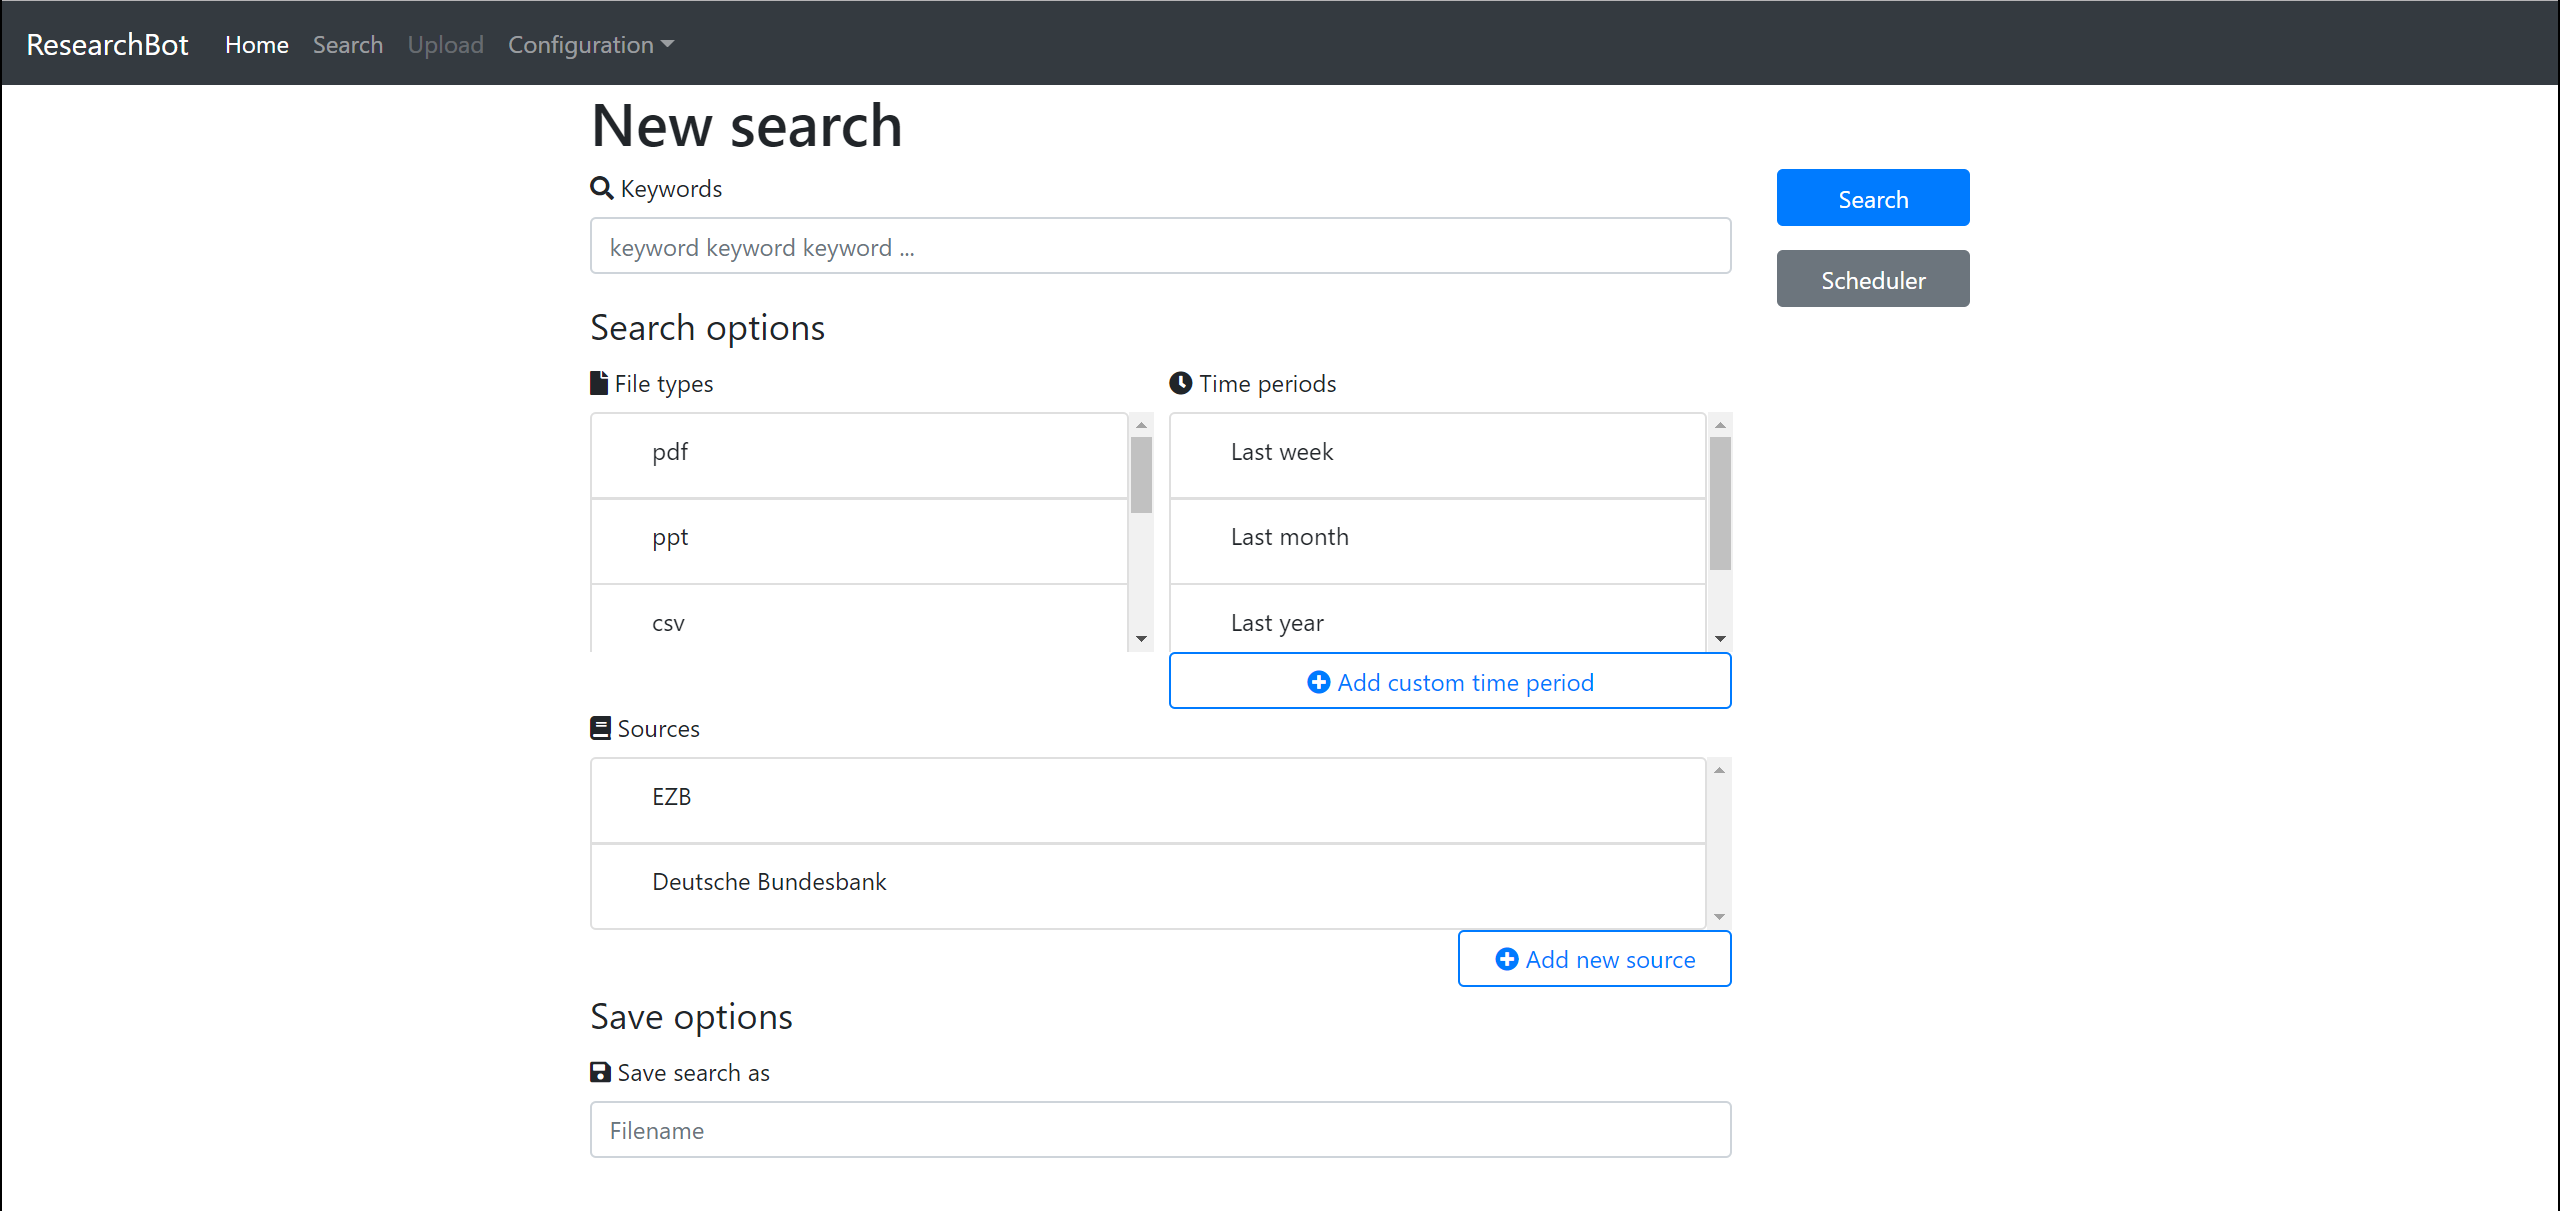 ResearchBot Home Search Upload Configuration
New search
Keywords
keyword keyword keyword ...
Search
Scheduler
Search options
File types
pdf
ppt
csv
Time periods
Last week
Last month
Last year
Add custom time period
Sources
EZB
Deutsche Bundesbank
Add new source
Save options
Save search as
Filename